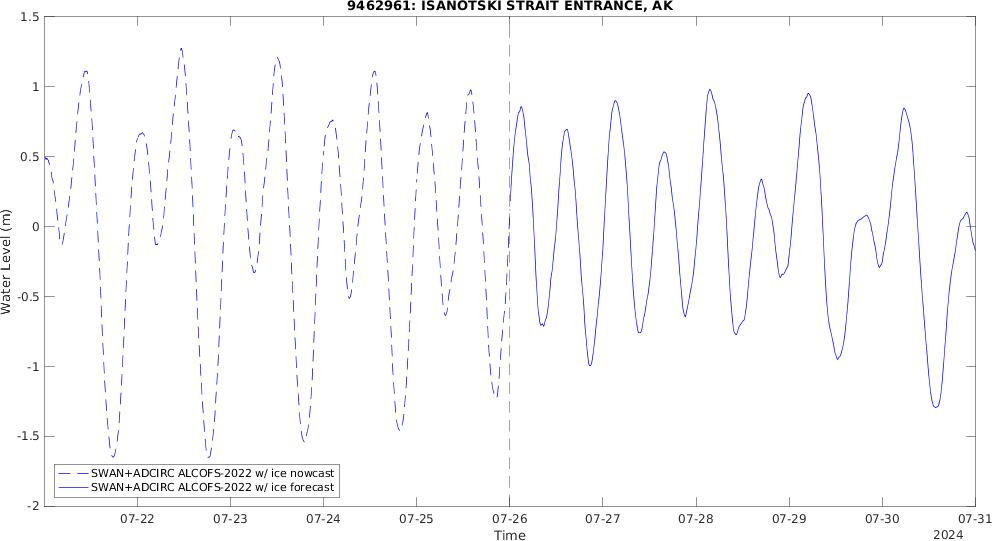 9462961: ISANOTSKI STRAIT ENTRANCE, AK
1.5
1
0.5
0
-0.5
-1
-1.5
-2
Water Level (m)
SWAN+ADCIRC ALCOFS-2022 w/ ice nowcast
SWAN+ADCIRC ALCOFS-2022 w/ ice forecast
07-22 07-23 07-24 07-25 07-26 07-27 07-28 07-29 07-30 07-31
Time
2024